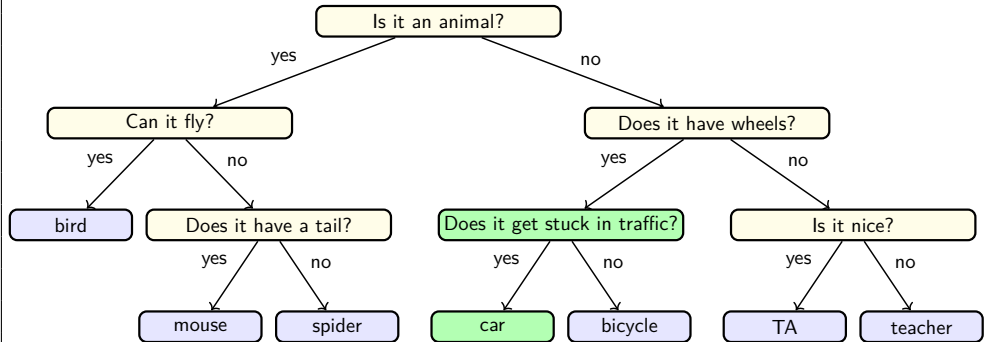 Is it an animal?
yes
no
Can it fly?
Does it have wheels?
yes
no
yes
no
bird
Does it have a tail?
Does it get stuck in traffic?
Is it nice?
yes
no
yes
no
yes
no
mouse
spider
car
bicycle
TA
teacher